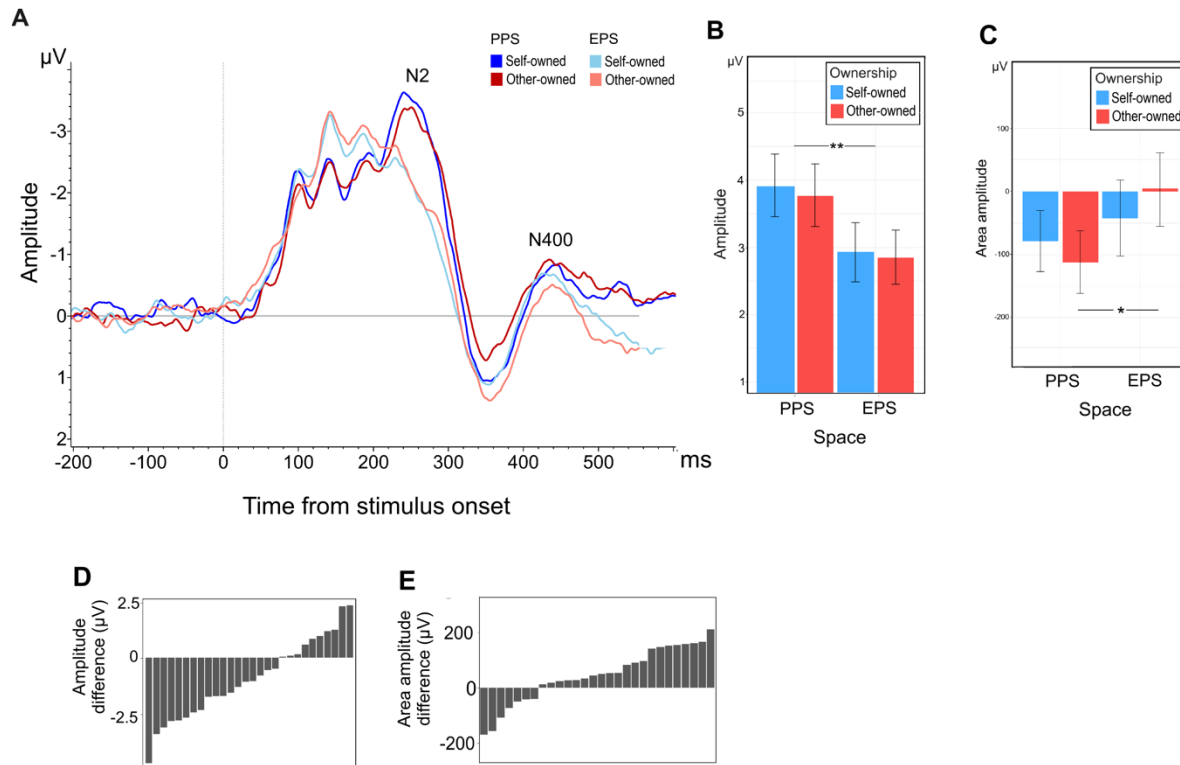 A
µV
PPS
EPS
Self-owned
Self-owned
Other-owned
Other-owned
N2
N400
-3
-2
-1
0
1
2
Amplitude
-200
-100
0
100
200
300
400
500
ms
Time from stimulus onset
B
µV
Ownership
Self-owned
Other-owned
**
5
4
3
2
1
Amplitude
PPS
EPS
Space
C
µV
Ownership
Self-owned
Other-owned
100
0
-100
-200
Area amplitude
*
PPS
EPS
Space
D
Amplitude
difference (µV)
2.5
0
-2.5
E
Area amplitude
difference (µV)
200
0
-200